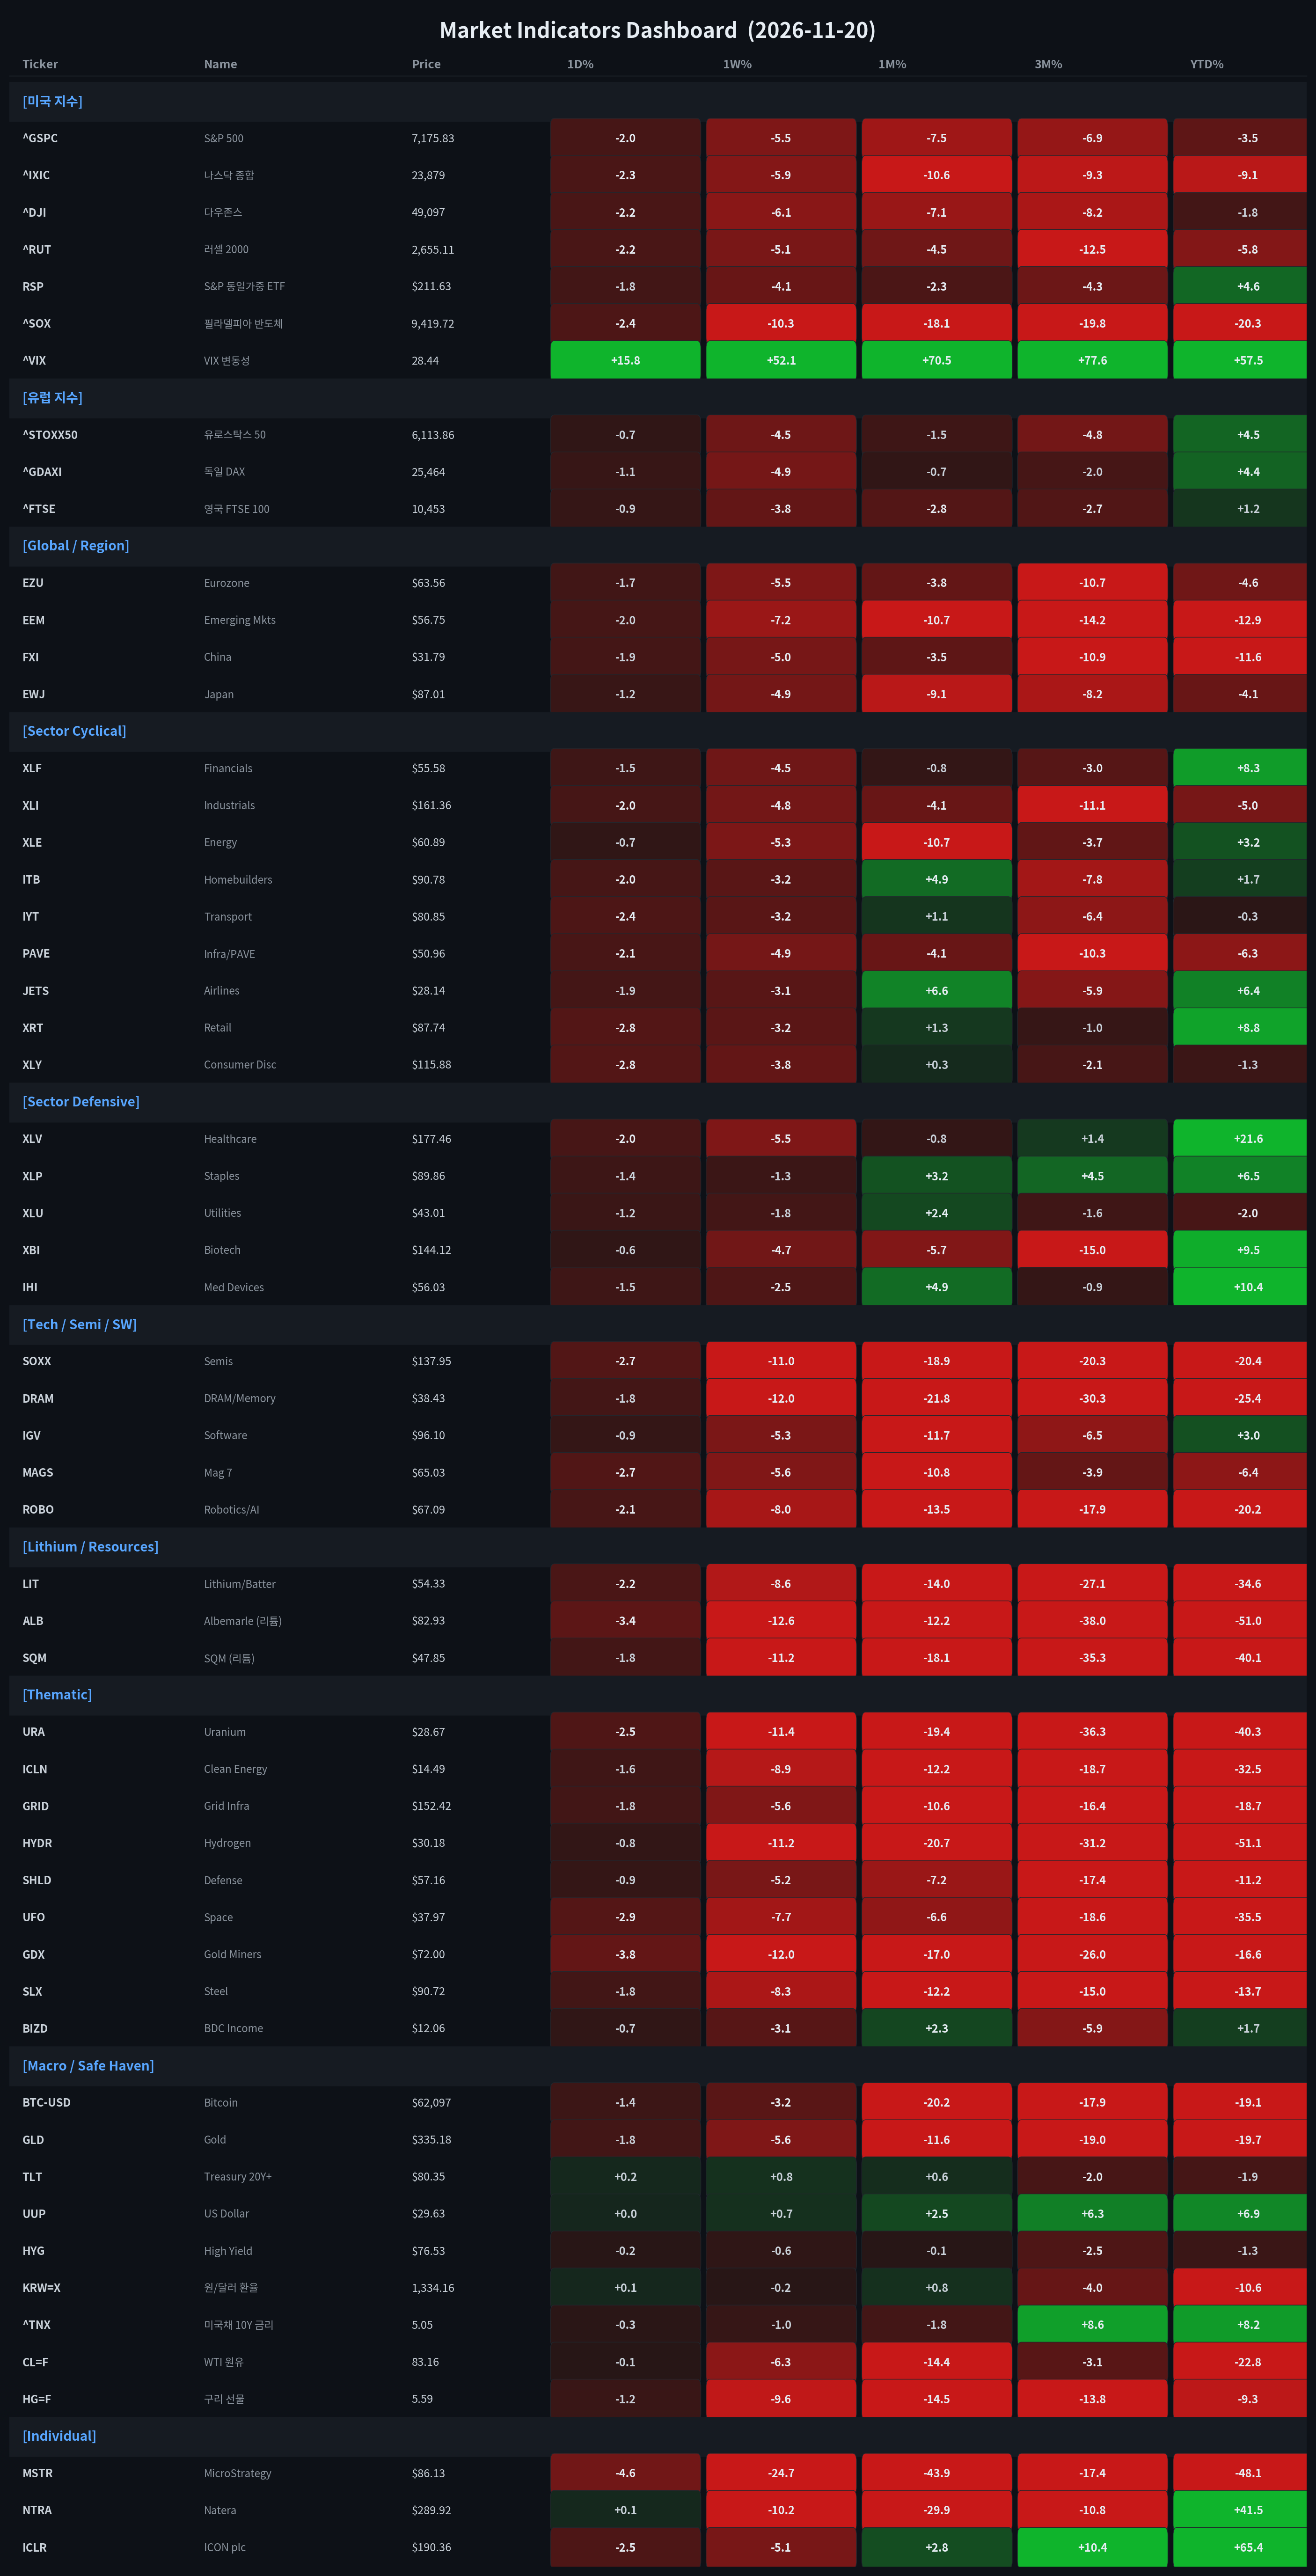 Market Indicators Dashboard (2026-11-20)
Ticker Name Price 1D% 1W% 1M% 3M% YTD%
[미국 지수]
^GSPC S&P 500 7,175.83 -2.0 -5.5 -7.5 -6.9 -3.5
^IXIC 나스닥 종합 23,879 -2.3 -5.9 -10.6 -9.3 -9.1
^DJI 다우존스 49,097 -2.2 -6.1 -7.1 -8.2 -1.8
^RUT 러셀 2000 2,655.11 -2.2 -5.1 -4.5 -12.5 -5.8
RSP S&P 동일가중 ETF $211.63 -1.8 -4.1 -2.3 -4.3 +4.6
^SOX 필라델피아 반도체 9,419.72 -2.4 -10.3 -18.1 -19.8 -20.3
^VIX VIX 변동성 28.44 +15.8 +52.1 +70.5 +77.6 +57.5
[유럽 지수]
^STOXX50 유로스탁스 50 6,113.86 -0.7 -4.5 -1.5 -4.8 +4.5
^GDAXI 독일 DAX 25,464 -1.1 -4.9 -0.7 -2.0 +4.4
^FTSE 영국 FTSE 100 10,453 -0.9 -3.8 -2.8 -2.7 +1.2
[Global / Region]
EZU Eurozone $63.56 -1.7 -5.5 -3.8 -10.7 -4.6
EEM Emerging Mkts $56.75 -2.0 -7.2 -10.7 -14.2 -12.9
FXI China $31.79 -1.9 -5.0 -3.5 -10.9 -11.6
EWJ Japan $87.01 -1.2 -4.9 -9.1 -8.2 -4.1
[Sector Cyclical]
XLF Financials $55.58 -1.5 -4.5 -0.8 -3.0 +8.3
XLI Industrials $161.36 -2.0 -4.8 -4.1 -11.1 -5.0
XLE Energy $60.89 -0.7 -5.3 -10.7 -3.7 +3.2
ITB Homebuilders $90.78 -2.0 -3.2 +4.9 -7.8 +1.7
IYT Transport $80.85 -2.4 -3.2 +1.1 -6.4 -0.3
PAVE Infra/PAVE $50.96 -2.1 -4.9 -4.1 -10.3 -6.3
JETS Airlines $28.14 -1.9 -3.1 +6.6 -5.9 +6.4
XRT Retail $87.74 -2.8 -3.2 +1.3 -1.0 +8.8
XLY Consumer Disc $115.88 -2.8 -3.8 +0.3 -2.1 -1.3
[Sector Defensive]
XLV Healthcare $177.46 -2.0 -5.5 -0.8 +1.4 +21.6
XLP Staples $89.86 -1.4 -1.3 +3.2 +4.5 +6.5
XLU Utilities $43.01 -1.2 -1.8 +2.4 -1.6 -2.0
XBI Biotech $144.12 -0.6 -4.7 -5.7 -15.0 +9.5
IHI Med Devices $56.03 -1.5 -2.5 +4.9 -0.9 +10.4
[Tech / Semi / SW]
SOXX Semis $137.95 -2.7 -11.0 -18.9 -20.3 -20.4
DRAM DRAM/Memory $38.43 -1.8 -12.0 -21.8 -30.3 -25.4
IGV Software $96.10 -0.9 -5.3 -11.7 -6.5 +3.0
MAGS Mag 7 $65.03 -2.7 -5.6 -10.8 -3.9 -6.4
ROBO Robotics/AI $67.09 -2.1 -8.0 -13.5 -17.9 -20.2
[Lithium / Resources]
LIT Lithium/Batter $54.33 -2.2 -8.6 -14.0 -27.1 -34.6
ALB Albemarle (리튬) $82.93 -3.4 -12.6 -12.2 -38.0 -51.0
SQM SQM (리튬) $47.85 -1.8 -11.2 -18.1 -35.3 -40.1
[Thematic]
URA Uranium $28.67 -2.5 -11.4 -19.4 -36.3 -40.3
ICLN Clean Energy $14.49 -1.6 -8.9 -12.2 -18.7 -32.5
GRID Grid Infra $152.42 -1.8 -5.6 -10.6 -16.4 -18.7
HYDR Hydrogen $30.18 -0.8 -11.2 -20.7 -31.2 -51.1
SHLD Defense $57.16 -0.9 -5.2 -7.2 -17.4 -11.2
UFO Space $37.97 -2.9 -7.7 -6.6 -18.6 -35.5
GDX Gold Miners $72.00 -3.8 -12.0 -17.0 -26.0 -16.6
SLX Steel $90.72 -1.8 -8.3 -12.2 -15.0 -13.7
BIZD BDC Income $12.06 -0.7 -3.1 +2.3 -5.9 +1.7
[Macro / Safe Haven]
BTC-USD Bitcoin $62,097 -1.4 -3.2 -20.2 -17.9 -19.1
GLD Gold $335.18 -1.8 -5.6 -11.6 -19.0 -19.7
TLT Treasury 20Y+ $80.35 +0.2 +0.8 +0.6 -2.0 -1.9
UUP US Dollar $29.63 +0.0 +0.7 +2.5 +6.3 +6.9
HYG High Yield $76.53 -0.2 -0.6 -0.1 -2.5 -1.3
KRW=X 원/달러 환율 1,334.16 +0.1 -0.2 +0.8 -4.0 -10.6
^TNX 미국채 10Y 금리 5.05 -0.3 -1.0 -1.8 +8.6 +8.2
CL=F WTI 원유 83.16 -0.1 -6.3 -14.4 -3.1 -22.8
HG=F 구리 선물 5.59 -1.2 -9.6 -14.5 -13.8 -9.3
[Individual]
MSTR MicroStrategy $86.13 -4.6 -24.7 -43.9 -17.4 -48.1
NTRA Natera $289.92 +0.1 -10.2 -29.9 -10.8 +41.5
ICLR ICON plc $190.36 -2.5 -5.1 +2.8 +10.4 +65.4